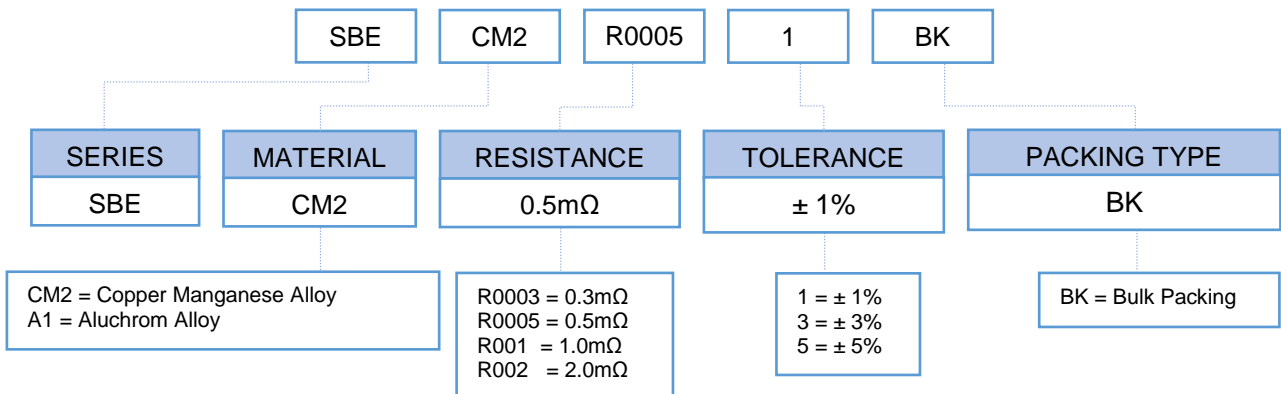 SBE CM2 R0005 1 BK
SERIES MATERIAL RESISTANCE TOLERANCE PACKING TYPE
SBE CM2 0.5mΩ ± 1% BK
CM2 = Copper Manganese Alloy
A1 = Aluchrom Alloy
R0003 = 0.3mΩ
R0005 = 0.5mΩ
R001 = 1.0mΩ
R002 = 2.0mΩ
1 = ± 1%
3 = ± 3%
5 = ± 5%
BK = Bulk Packing